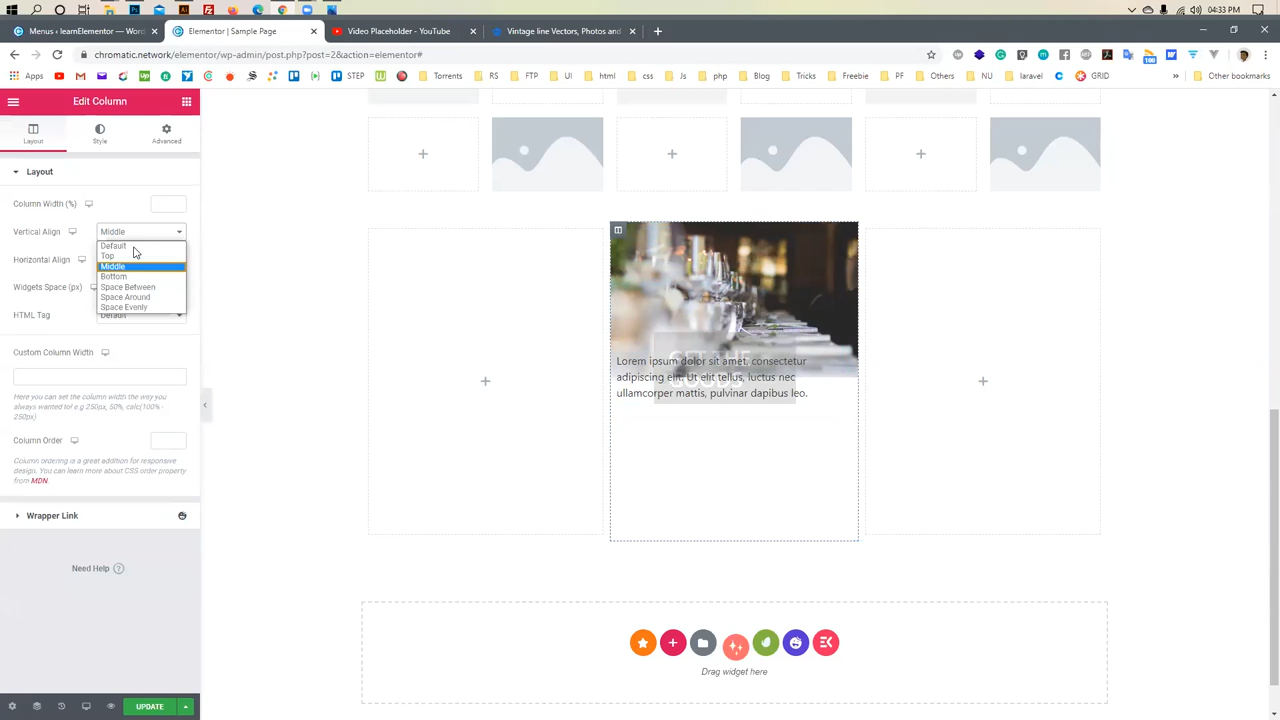 04:33 PM
Menus ‹ learnElementor — Wor
Elementor | Sample Page
Video Placeholder - YouTube
Vintage line Vectors, Photos and
chromatic.network/elementor/wp-admin/post.php?post=2&action=elementor#
Apps
STEP
Torrents
RS
FTP
UI
html
css
Js
php
Blog
Tricks
Freebie
PF
Others
NU
laravel
GRID
Other bookmarks
Edit Column
Layout
Style
Advanced
Layout
Column Width (%)
Vertical Align
Middle
Default
Top
Middle
Bottom
Space Between
Space Around
Space Evenly
Horizontal Align
Widgets Space (px)
HTML Tag
Default
Custom Column Width
Here you can set the column width the way you
always wanted to! e.g 250px, 50%, calc(100% -
250px)
Column Order
Column ordering is a great addition for responsive
design. You can learn more about CSS order property
from MDN.
Wrapper Link
Need Help ?
UPDATE
GET THE
GOODS
Lorem ipsum dolor sit amet, consectetur
adipiscing elit. Ut elit tellus, luctus nec
ullamcorper mattis, pulvinar dapibus leo.
Drag widget here